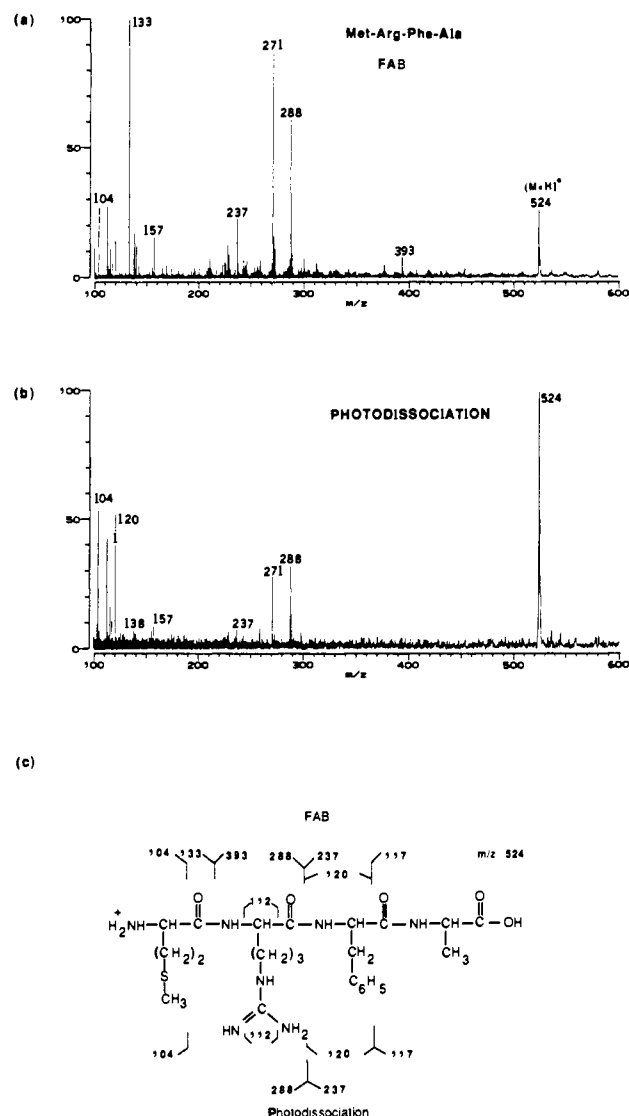 (a)
Met-Arg-Phe-Ala
FAB
100
50
0
133
104
157
237
271
288
393
(M+H)+
524
100
200
300
400
500
600
m/z
(b)
PHOTODISSOCIATION
100
50
0
104
120
138
157
237
271
288
524
100
200
300
400
500
600
m/z
(c)
FAB
104 133 393 288 237 117 m/z 524
120
O 112 O O O
+
H2NH—CH—C—NH—CH—C—NH—CH—C—NH—CH—C—OH
(CH2)2 (CH2)3 CH2 CH3
S NH C6H5
CH3 C
HN NH2
112
104 120 117
288 237
Photodissociation